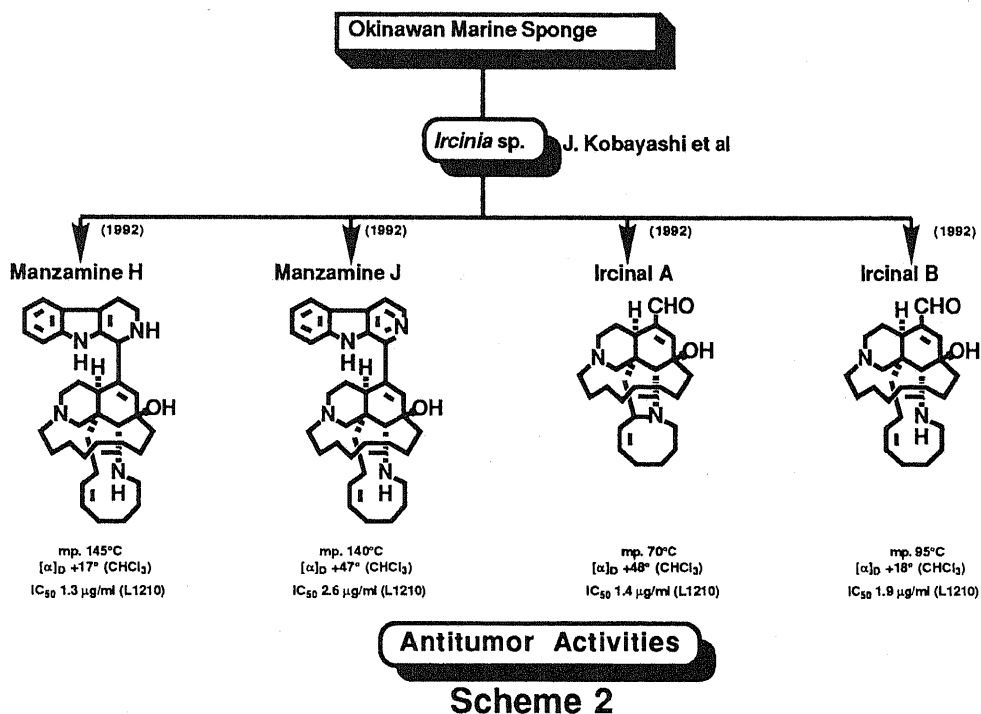 Okinawan Marine Sponge
Ircinia sp.
J. Kobayashi et al
(1992)
(1992)
(1992)
(1992)
Manzamine H
Manzamine J
Ircinal A
Ircinal B
NH
N
H
H
OH
N
N
H
N
N
H
H
OH
N
N
H
H
CHO
OH
N
N
H
CHO
OH
N
N
H
mp. 145°C
[α]D +17° (CHCl3)
IC50 1.3 μg/ml (L1210)
mp. 140°C
[α]D +47° (CHCl3)
IC50 2.6 μg/ml (L1210)
mp. 70°C
[α]D +48° (CHCl3)
IC50 1.4 μg/ml (L1210)
mp. 95°C
[α]D +18° (CHCl3)
IC50 1.9 μg/ml (L1210)
Antitumor Activities
Scheme 2